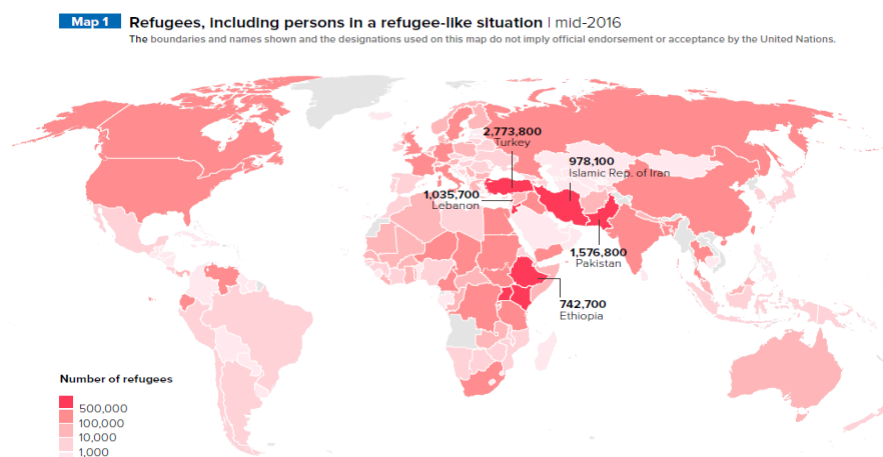 Map 1 Refugees, including persons in a refugee-like situation | mid-2016
The boundaries and names shown and the designations used on this map do not imply official endorsement or acceptance by the United Nations.
2,773,800
Turkey
978,100
Islamic Rep. of Iran
1,035,700
Lebanon
1,576,800
Pakistan
742,700
Ethiopia
Number of refugees
500,000
100,000
10,000
1,000